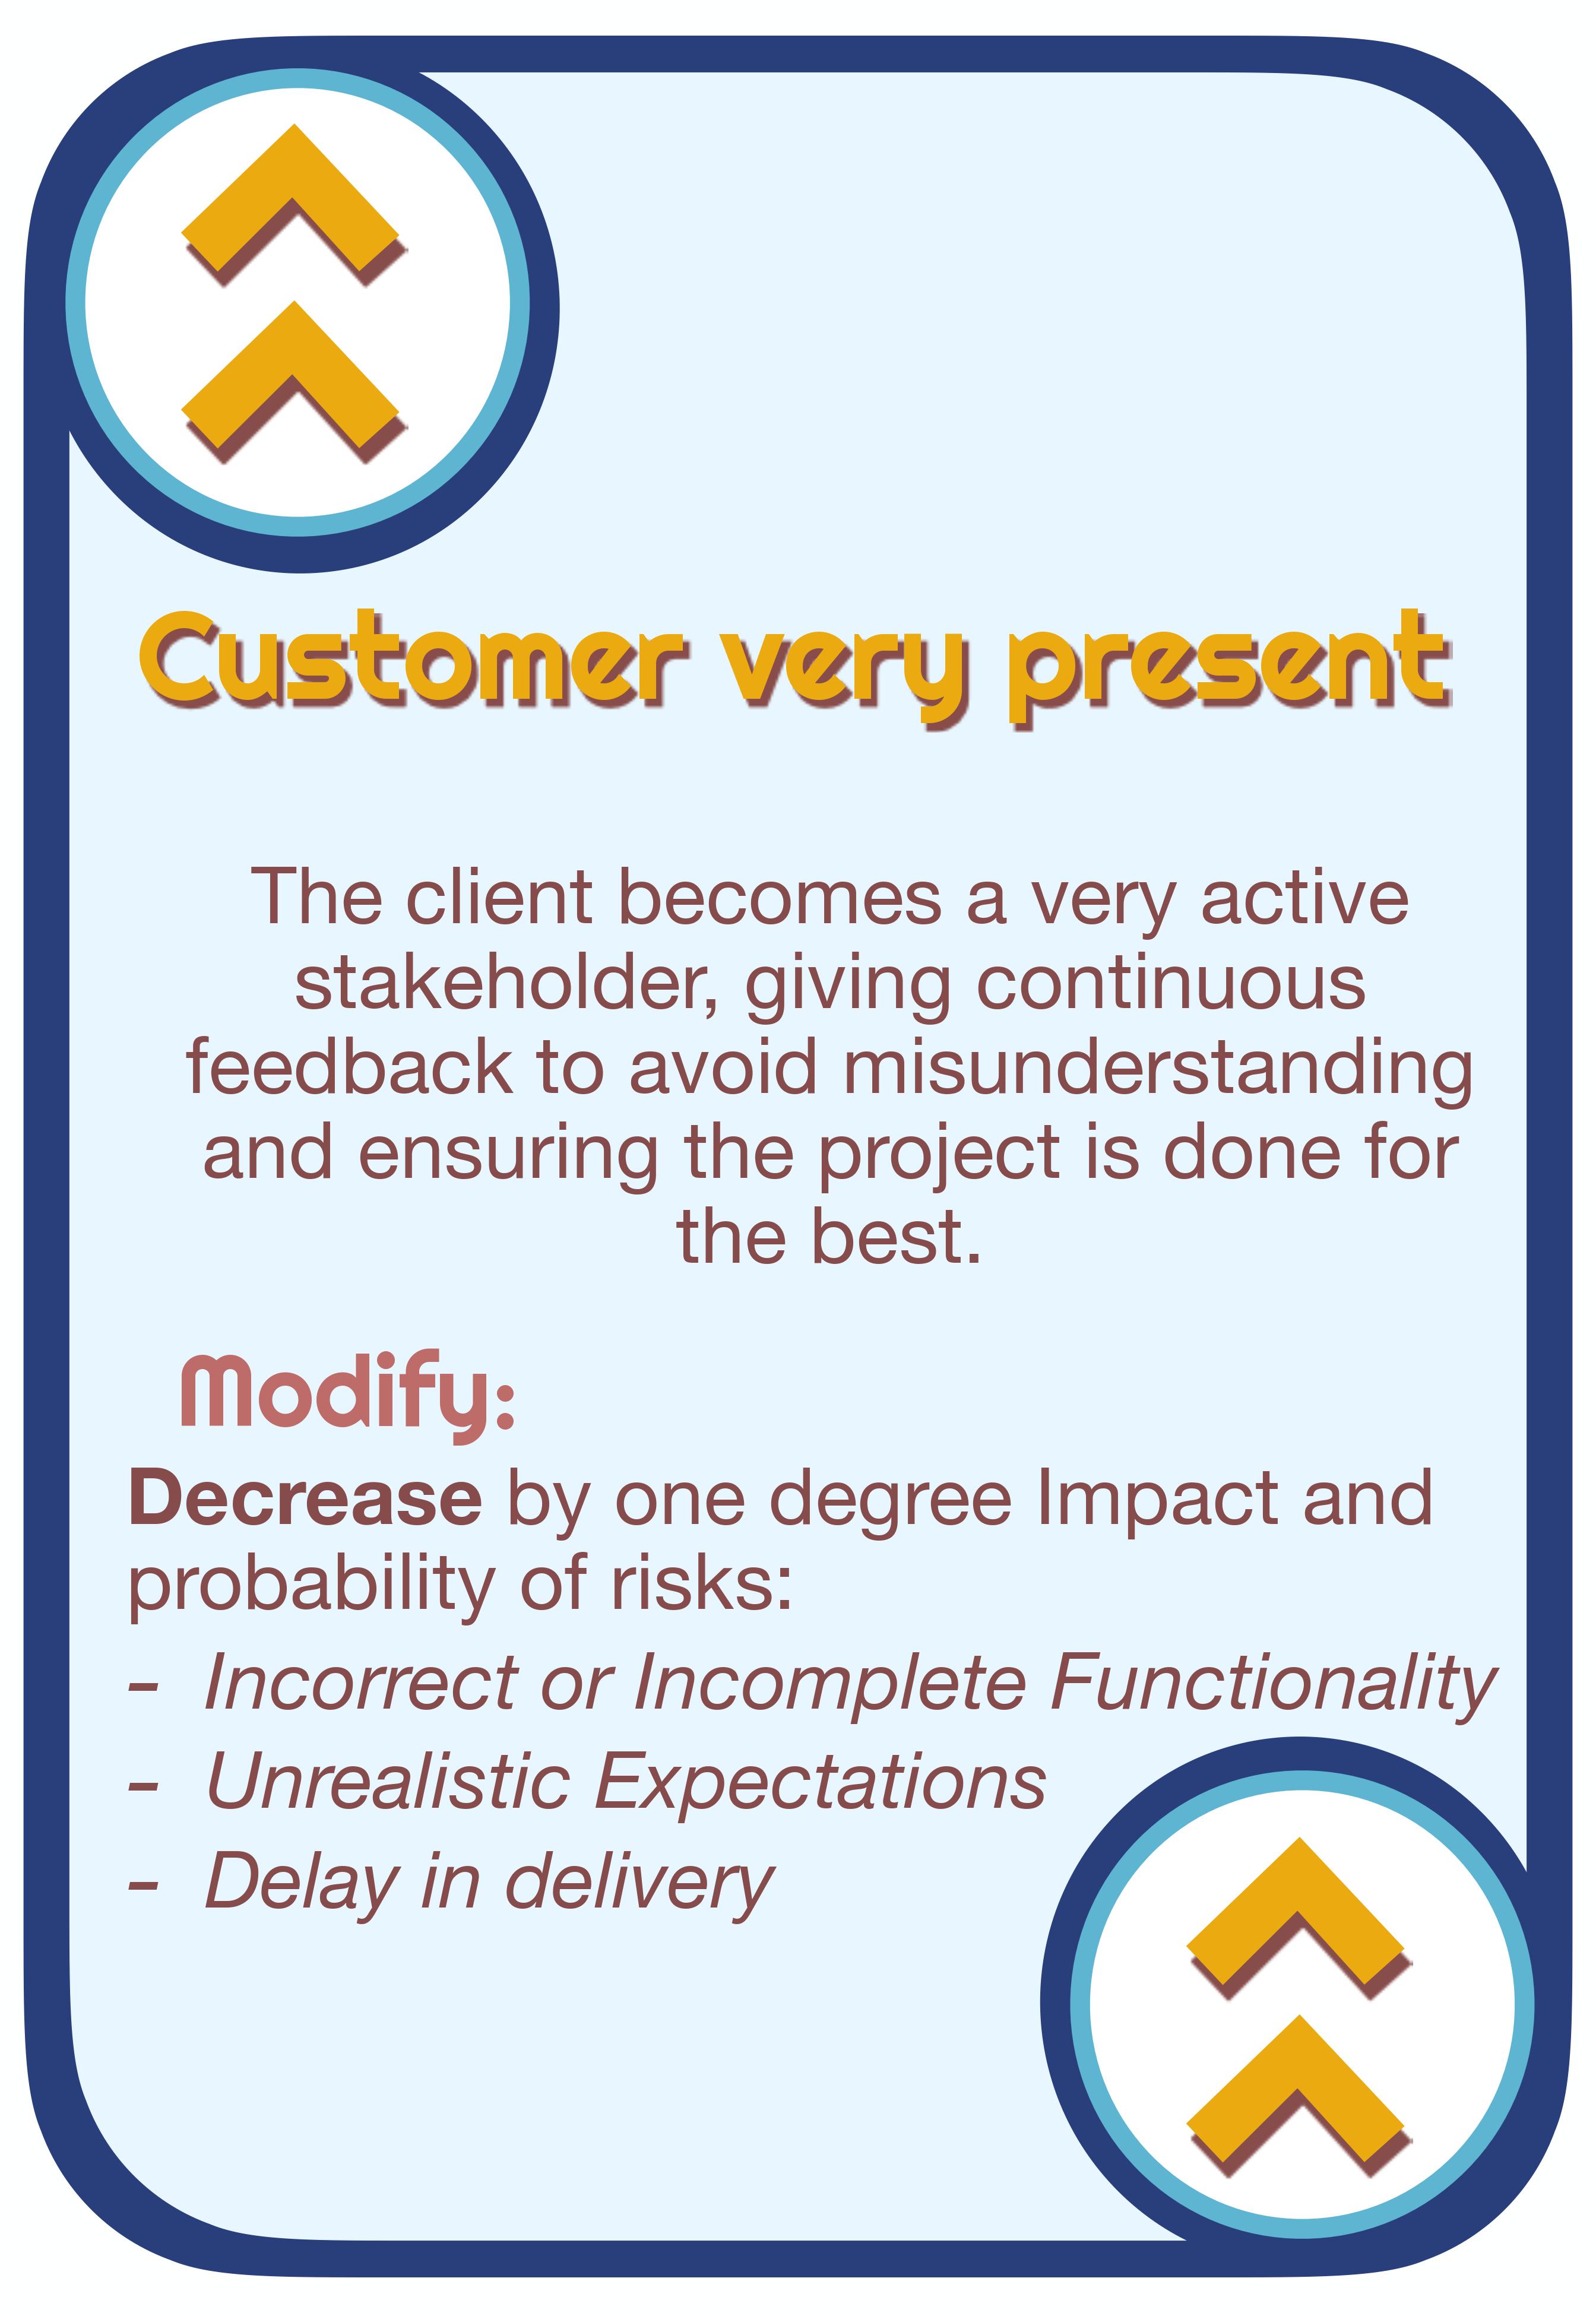 Customer very present
The client becomes a very active
stakeholder, giving continuous
feedback to avoid misunderstanding
and ensuring the project is done for
the best.
Modify:
Decrease by one degree Impact and
probability of risks:
- Incorrect or Incomplete Functionality
- Unrealistic Expectations
- Delay in delivery